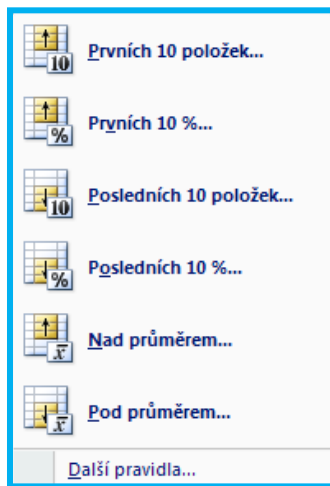 Prvních 10 položek...
Prvních 10 %...
Posledních 10 položek...
Posledních 10 %...
Nad průměrem...
Pod průměrem...
Další pravidla...